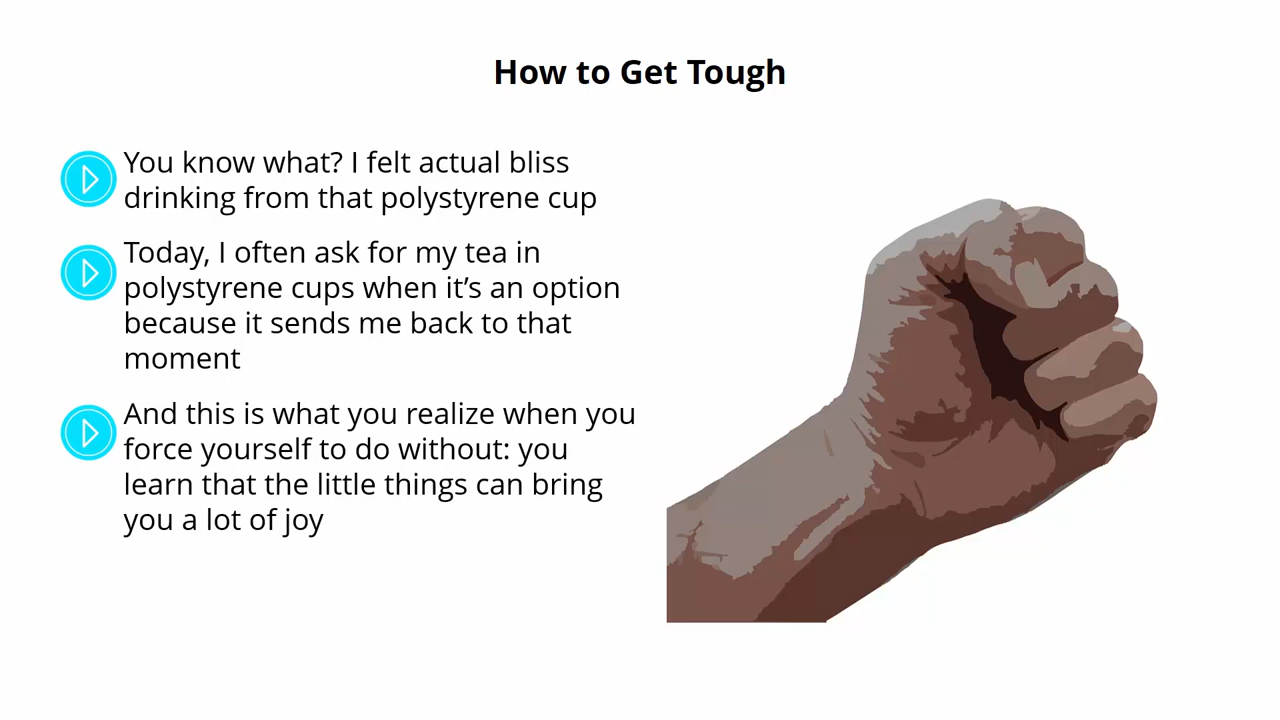 How to Get Tough
You know what? I felt actual bliss
drinking from that polystyrene cup
Today, I often ask for my tea in
polystyrene cups when it’s an option
because it sends me back to that
moment
And this is what you realize when you
force yourself to do without: you
learn that the little things can bring
you a lot of joy